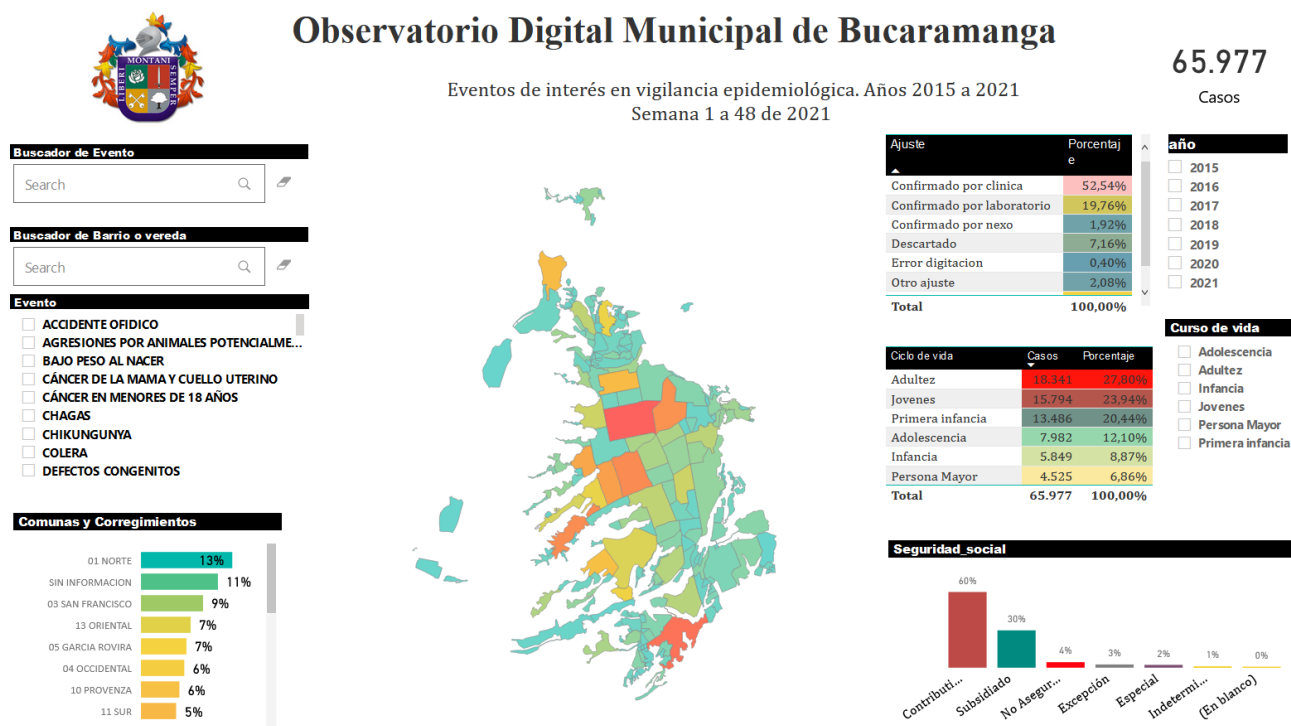 Observatorio Digital Municipal de Bucaramanga
LIBERI MONTANI SEMPER
Eventos de interés en vigilancia epidemiológica. Años 2015 a 2021
Semana 1 a 48 de 2021
65.977
Casos
Buscador de Evento
Search
Buscador de Barrio o vereda
Search
Evento
ACCIDENTE OFIDICO
AGRESIONES POR ANIMALES POTENCIALME...
BAJO PESO AL NACER
CÁNCER DE LA MAMA Y CUELLO UTERINO
CÁNCER EN MENORES DE 18 AÑOS
CHAGAS
CHIKUNGUNYA
COLERA
DEFECTOS CONGENITOS
Comunas y Corregimientos
01 NORTE 13%
SIN INFORMACION 11%
03 SAN FRANCISCO 9%
13 ORIENTAL 7%
05 GARCIA ROVIRA 7%
04 OCCIDENTAL 6%
10 PROVENZA 6%
11 SUR 5%
Ajuste Porcentaj
e
Confirmado por clinica 52,54%
Confirmado por laboratorio 19,76%
Confirmado por nexo 1,92%
Descartado 7,16%
Error digitacion 0,40%
Otro ajuste 2,08%
Total 100,00%
año
2015
2016
2017
2018
2019
2020
2021
Ciclo de vida Casos Porcentaje
Adultez 18.341 27,80%
Jovenes 15.794 23,94%
Primera infancia 13.486 20,44%
Adolescencia 7.982 12,10%
Infancia 5.849 8,87%
Persona Mayor 4.525 6,86%
Total 65.977 100,00%
Curso de vida
Adolescencia
Adultez
Infancia
Jovenes
Persona Mayor
Primera infancia
Seguridad_social
60% 30% 4% 3% 2% 1% 0%
Contributi... Subsidiado No Asegur... Excepción Especial Indetermi... (En blanco)